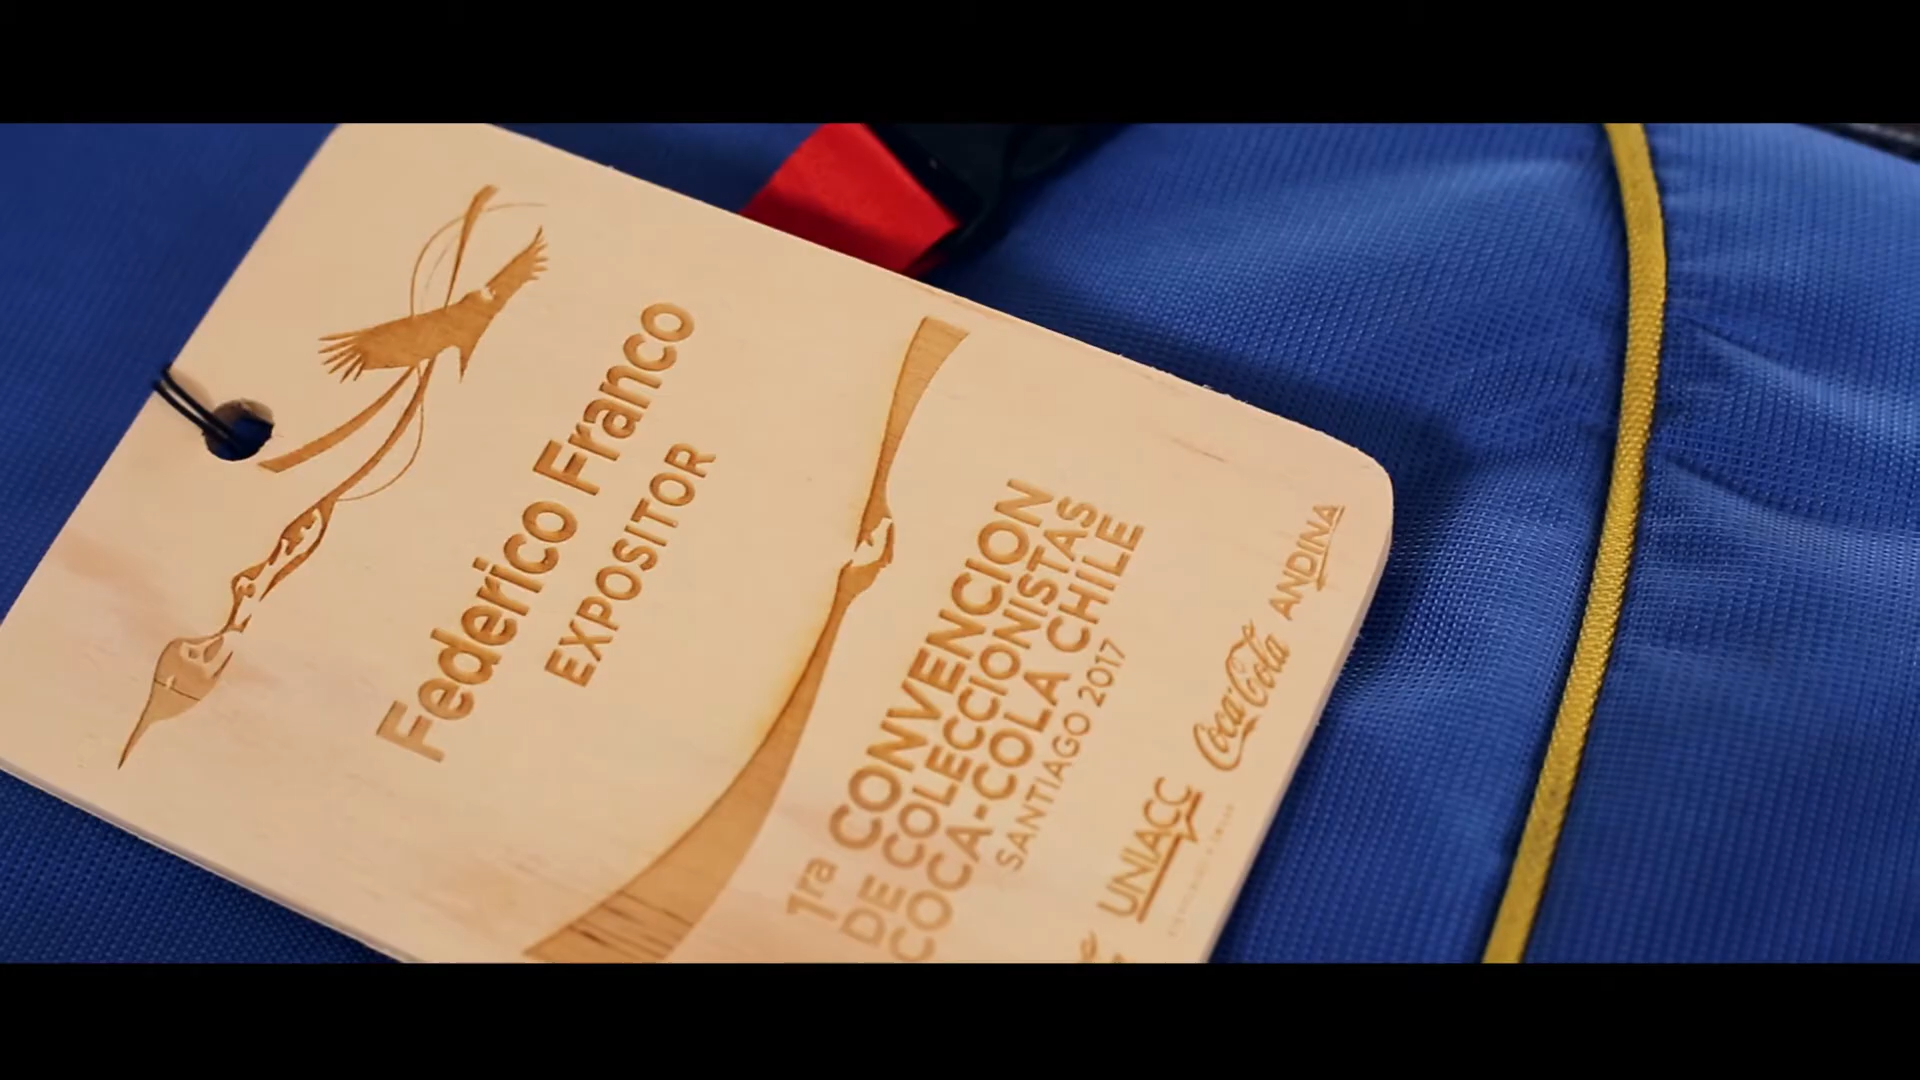 Federico Franco
EXPOSITOR
1ra CONVENCION
DE COLECCIONISTAS
COCA-COLA CHILE
SANTIAGO 2017
UNIACC
Coca-Cola
ANDINA